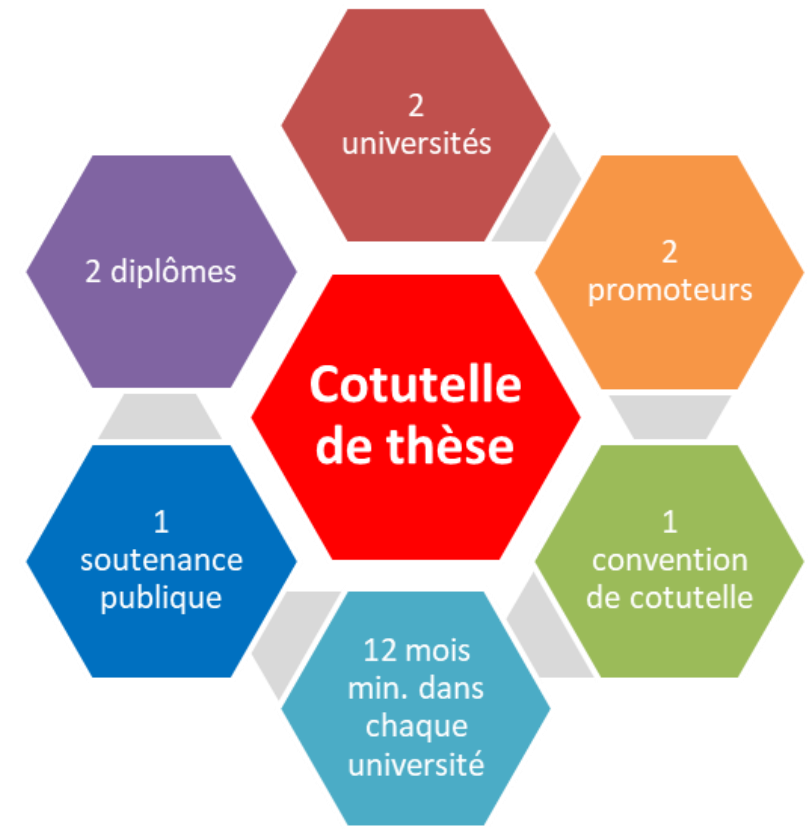 2
universités
2
promoteurs
1
convention
de cotutelle
12 mois
min. dans
chaque
université
1
soutenance
publique
2 diplômes
Cotutelle
de thèse